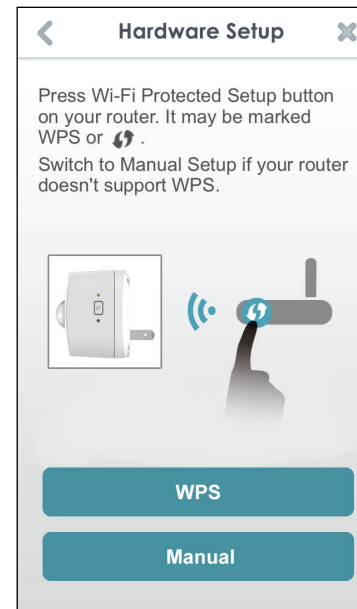 Hardware Setup
Press Wi-Fi Protected Setup button
on your router. It may be marked
WPS or .
Switch to Manual Setup if your router
doesn't support WPS.
WPS
Manual